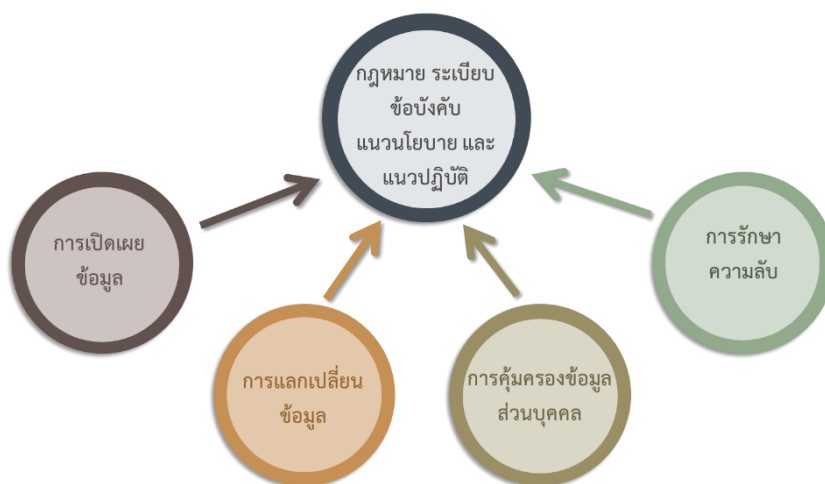 กฎหมาย ระเบียบ
ข้อบังคับ
แนวนโยบาย และ
แนวปฏิบัติ
การเปิดเผย
ข้อมูล
การแลกเปลี่ยน
ข้อมูล
การคุ้มครองข้อมูล
ส่วนบุคคล
การรักษา
ความลับ